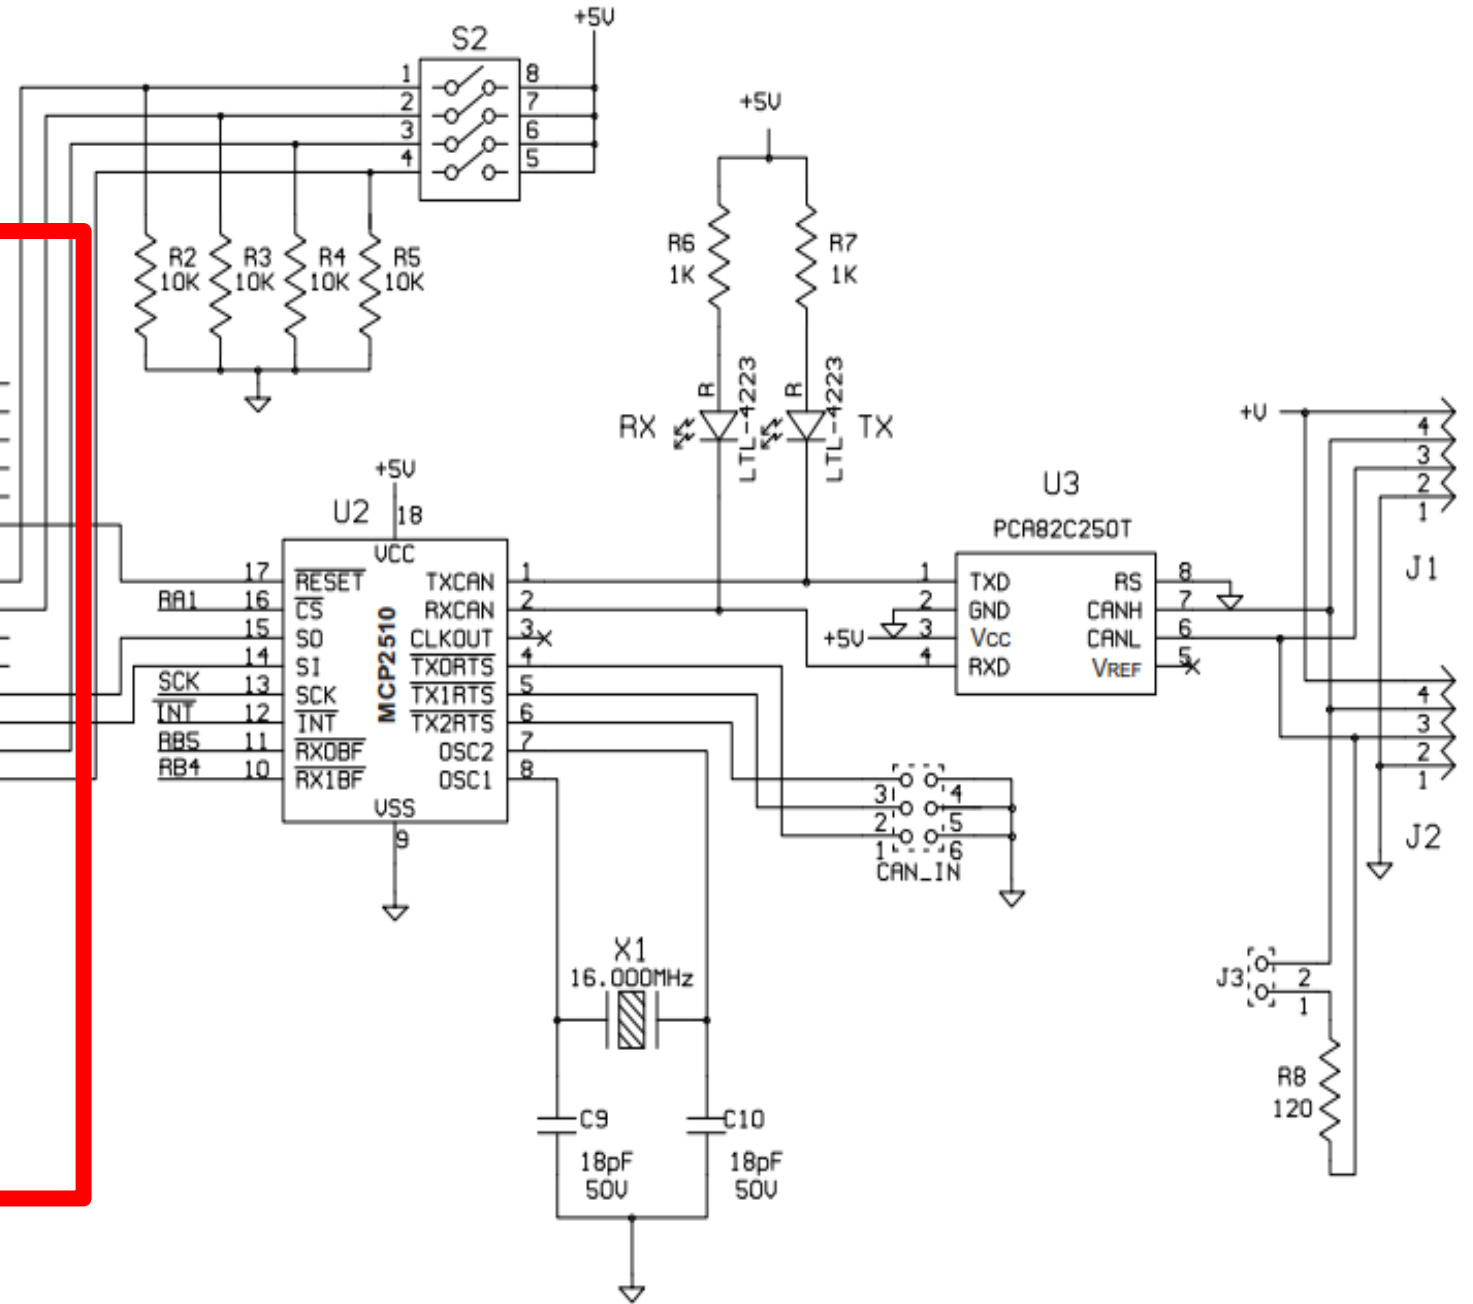 +5V
S2
1 8
2 7
3 6
4 5
+5V
R2 10K
R3 10K
R4 10K
R5 10K
R6 1K
R7 1K
R
LTL-4223
R
LTL-4223
RX
TX
+5V
U2
18
VCC
17 RESET
RA1 16 CS
15 SO
14 SI
SCK 13 SCK
INT 12 INT
RB5 11 RX0BF
RB4 10 RX1BF
MCP2510
TXCAN 1
RXCAN 2
CLKOUT 3
TX0RTS 4
TX1RTS 5
TX2RTS 6
OSC2 7
OSC1 8
VSS
9
U3
PCA82C250T
1 TXD
2 GND
+5V 3 Vcc
4 RXD
RS 8
CANH 7
CANL 6
VREF 5
+V
4
3
2
1
J1
4
3
2
1
J2
3 4
2 5
1 6
CAN_IN
X1
16.000MHz
C9
18pF
50V
C10
18pF
50V
J3
2
1
R8
120